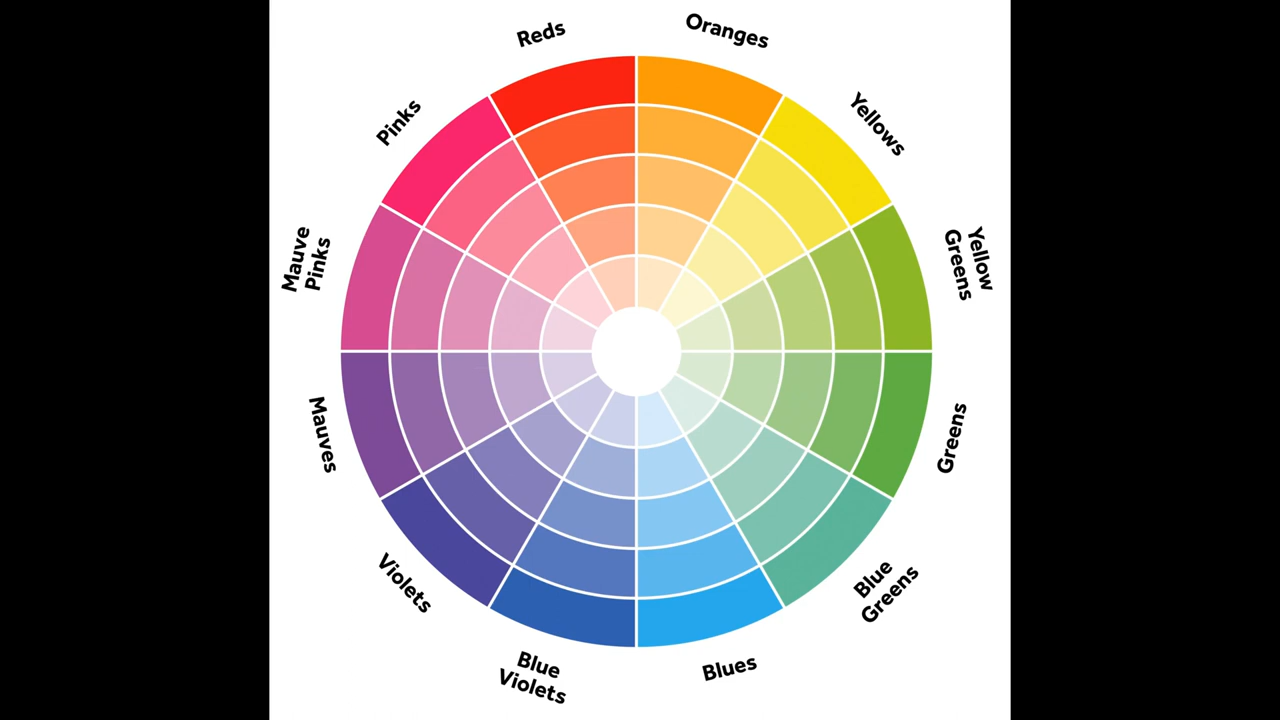 Reds
Oranges
Pinks
Yellows
Mauve
Pinks
Yellow
Greens
Mauves
Greens
Violets
Blue
Greens
Blue
Violets
Blues